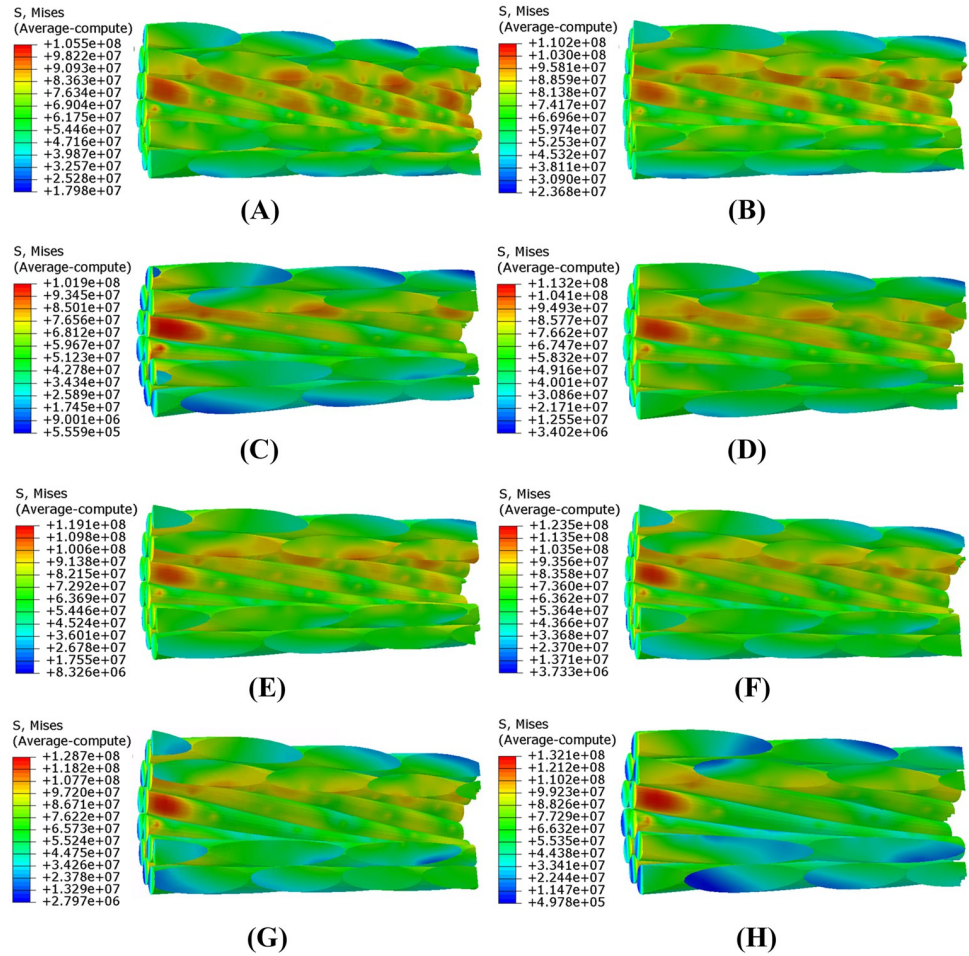 S, Mises
(Average-compute)
+1.055e+08
+9.822e+07
+9.093e+07
+8.363e+07
+7.634e+07
+6.904e+07
+6.175e+07
+5.446e+07
+4.716e+07
+3.987e+07
+3.257e+07
+2.528e+07
+1.798e+07
(A)
S, Mises
(Average-compute)
+1.102e+08
+1.030e+08
+9.581e+07
+8.859e+07
+8.138e+07
+7.417e+07
+6.696e+07
+5.974e+07
+5.253e+07
+4.532e+07
+3.811e+07
+3.090e+07
+2.368e+07
(B)
S, Mises
(Average-compute)
+1.019e+08
+9.345e+07
+8.501e+07
+7.656e+07
+6.812e+07
+5.967e+07
+5.123e+07
+4.278e+07
+3.434e+07
+2.589e+07
+1.745e+07
+9.001e+06
+5.559e+05
(C)
S, Mises
(Average-compute)
+1.132e+08
+1.041e+08
+9.493e+07
+8.577e+07
+7.662e+07
+6.747e+07
+5.832e+07
+4.916e+07
+4.001e+07
+3.086e+07
+2.171e+07
+1.255e+07
+3.402e+06
(D)
S, Mises
(Average-compute)
+1.191e+08
+1.098e+08
+1.006e+08
+9.138e+07
+8.215e+07
+7.292e+07
+6.369e+07
+5.446e+07
+4.524e+07
+3.601e+07
+2.678e+07
+1.755e+07
+8.326e+06
(E)
S, Mises
(Average-compute)
+1.235e+08
+1.135e+08
+1.035e+08
+9.356e+07
+8.358e+07
+7.360e+07
+6.362e+07
+5.364e+07
+4.366e+07
+3.368e+07
+2.370e+07
+1.371e+07
+3.733e+06
(F)
S, Mises
(Average-compute)
+1.287e+08
+1.182e+08
+1.077e+08
+9.720e+07
+8.671e+07
+7.622e+07
+6.573e+07
+5.524e+07
+4.475e+07
+3.426e+07
+2.378e+07
+1.329e+07
+2.797e+06
(G)
S, Mises
(Average-compute)
+1.321e+08
+1.212e+08
+1.102e+08
+9.923e+07
+8.826e+07
+7.729e+07
+6.632e+07
+5.535e+07
+4.438e+07
+3.341e+07
+2.244e+07
+1.147e+07
+4.978e+05
(H)